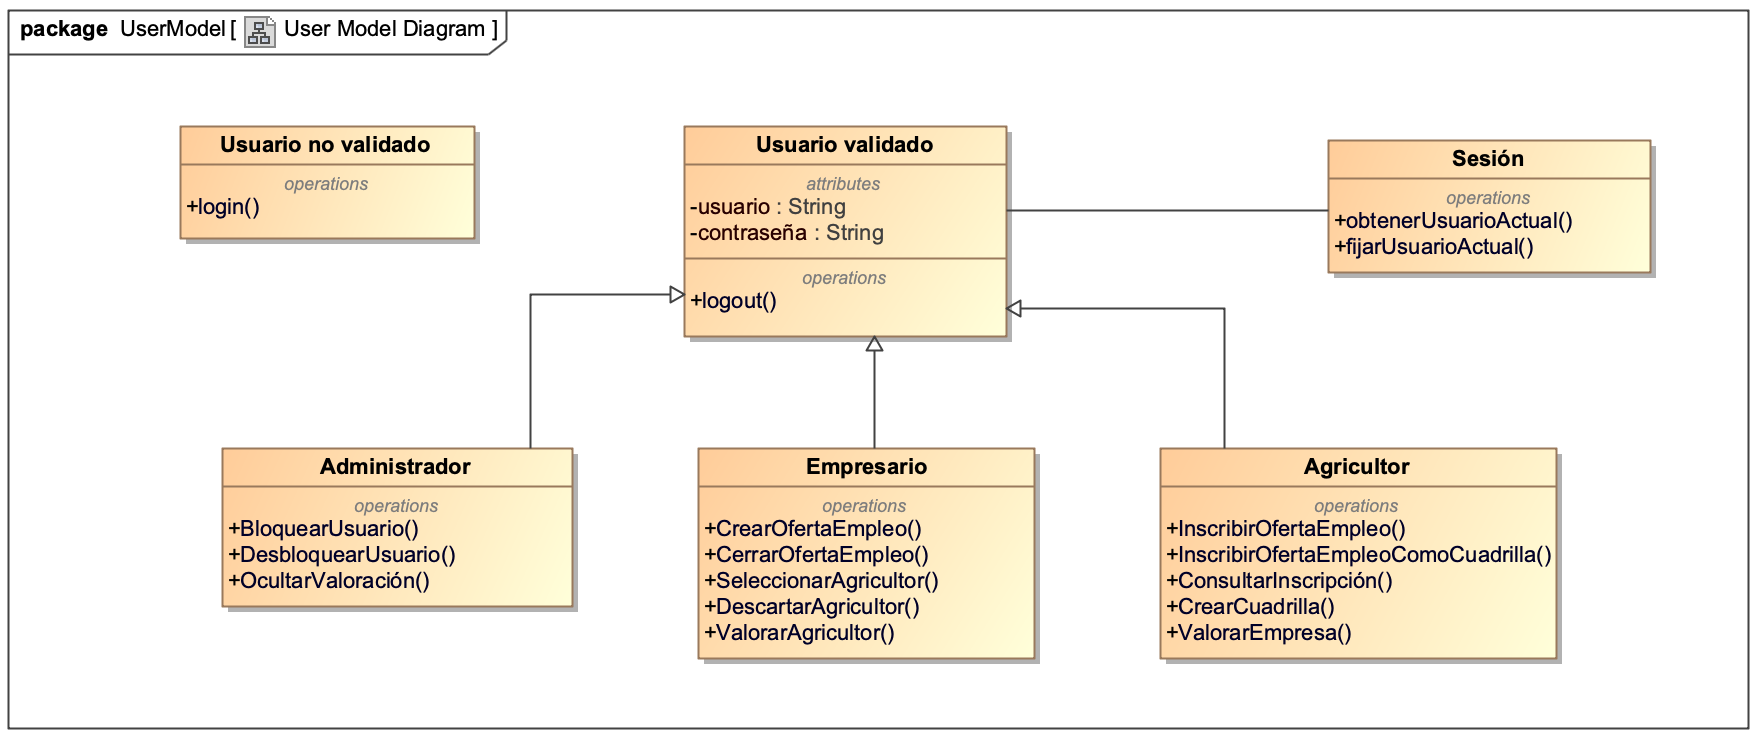 package UserModel [ User Model Diagram ]
Usuario no validado
operations
+login()
Usuario validado
attributes
-usuario : String
-contraseña : String
operations
+logout()
Sesión
operations
+obtenerUsuarioActual()
+fijarUsuarioActual()
Administrador
operations
+BloquearUsuario()
+DesbloquearUsuario()
+OcultarValoración()
Empresario
operations
+CrearOfertaEmpleo()
+CerrarOfertaEmpleo()
+SeleccionarAgricultor()
+DescartarAgricultor()
+ValorarAgricultor()
Agricultor
operations
+InscribirOfertaEmpleo()
+InscribirOfertaEmpleoComoCuadrilla()
+ConsultarInscripción()
+CrearCuadrilla()
+ValorarEmpresa()